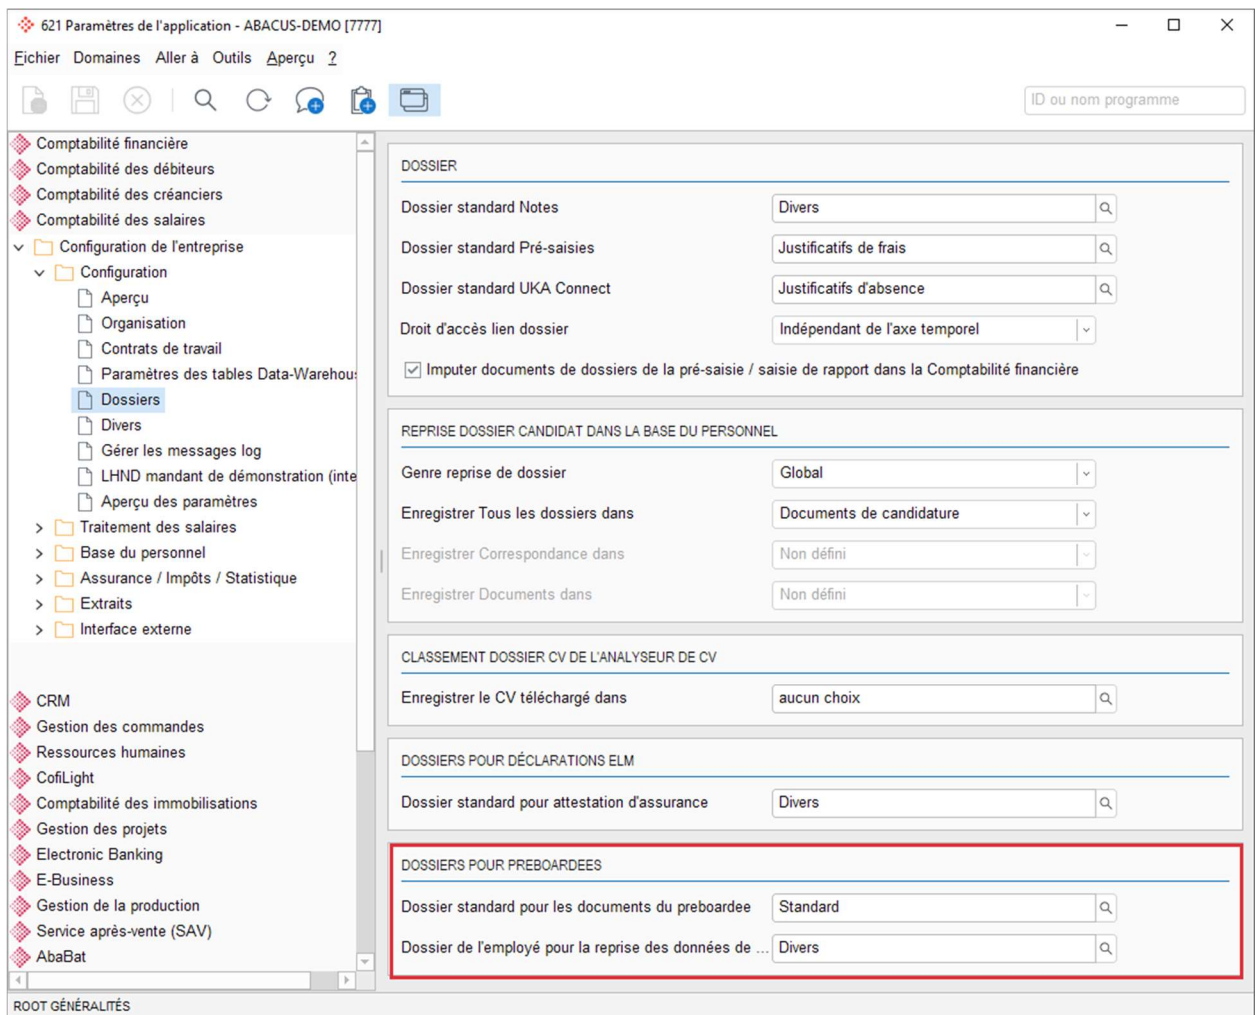 621 Paramètres de l'application - ABACUS-DEMO [7777]
Fichier Domaines Aller à Outils Aperçu ?
ID ou nom programme
Comptabilité financière
Comptabilité des débiteurs
Comptabilité des créanciers
Comptabilité des salaires
Configuration de l'entreprise
Configuration
Aperçu
Organisation
Contrats de travail
Paramètres des tables Data-Warehou
Dossiers
Divers
Gérer les messages log
LHND mandant de démonstration (inte
Aperçu des paramètres
Traitement des salaires
Base du personnel
Assurance / Impôts / Statistique
Extraits
Interface externe
CRM
Gestion des commandes
Ressources humaines
CofiLight
Comptabilité des immobilisations
Gestion des projets
Electronic Banking
E-Business
Gestion de la production
Service après-vente (SAV)
AbaBat
DOSSIER
Dossier standard Notes Divers
Dossier standard Pré-saisies Justificatifs de frais
Dossier standard UKA Connect Justificatifs d'absence
Droit d'accès lien dossier Indépendant de l'axe temporel
Imputer documents de dossiers de la pré-saisie / saisie de rapport dans la Comptabilité financière
REPRISE DOSSIER CANDIDAT DANS LA BASE DU PERSONNEL
Genre reprise de dossier Global
Enregistrer Tous les dossiers dans Documents de candidature
Enregistrer Correspondance dans Non défini
Enregistrer Documents dans Non défini
CLASSEMENT DOSSIER CV DE L'ANALYSEUR DE CV
Enregistrer le CV téléchargé dans aucun choix
DOSSIERS POUR DÉCLARATIONS ELM
Dossier standard pour attestation d'assurance Divers
DOSSIERS POUR PREBOARDEES
Dossier standard pour les documents du preboardee Standard
Dossier de l'employé pour la reprise des données de ... Divers
ROOT GÉNÉRALITÉS